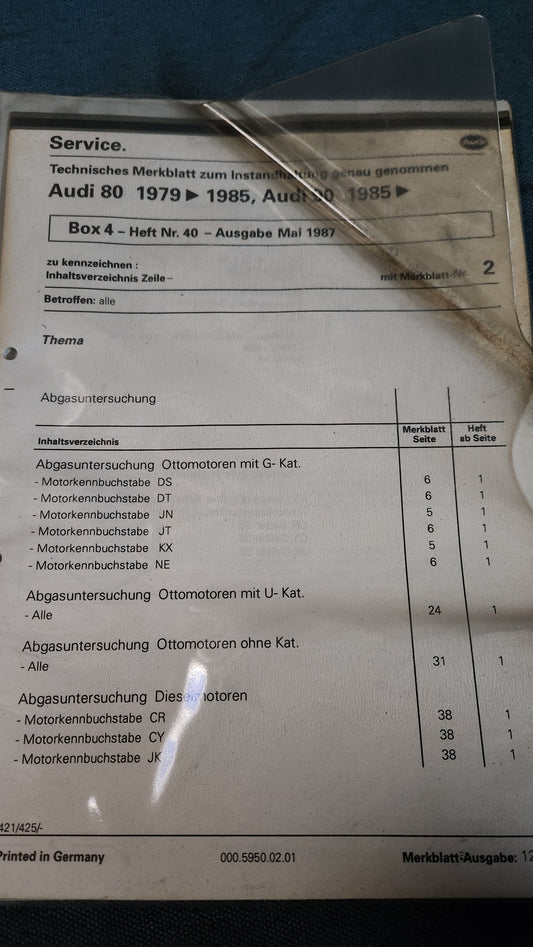 Service.
Audi
Technisches Merkblatt zum Instandhaltung genau genommen
Audi 80 1979 ▶ 1985, Audi 90 1985 ▶
Box 4 – Heft Nr. 40 – Ausgabe Mai 1987
zu kennzeichnen :
Inhaltsverzeichnis Zeile – mit Merkblatt-Nr. 2
Betroffen: alle
Thema
Abgasuntersuchung
Inhaltsverzeichnis Merkblatt Seite Heft ab Seite
Abgasuntersuchung Ottomotoren mit G- Kat.
- Motorkennbuchstabe DS 6 1
- Motorkennbuchstabe DT 6 1
- Motorkennbuchstabe JN 5 1
- Motorkennbuchstabe JT 6 1
- Motorkennbuchstabe KX 5 1
- Motorkennbuchstabe NE 6 1
Abgasuntersuchung Ottomotoren mit U- Kat.
- Alle 24 1
Abgasuntersuchung Ottomotoren ohne Kat.
- Alle 31 1
Abgasuntersuchung Dieselmotoren
- Motorkennbuchstabe CR 38 1
- Motorkennbuchstabe CY 38 1
- Motorkennbuchstabe JK 38 1
421/425/-
Printed in Germany 000.5950.02.01 Merkblatt-Ausgabe: 12